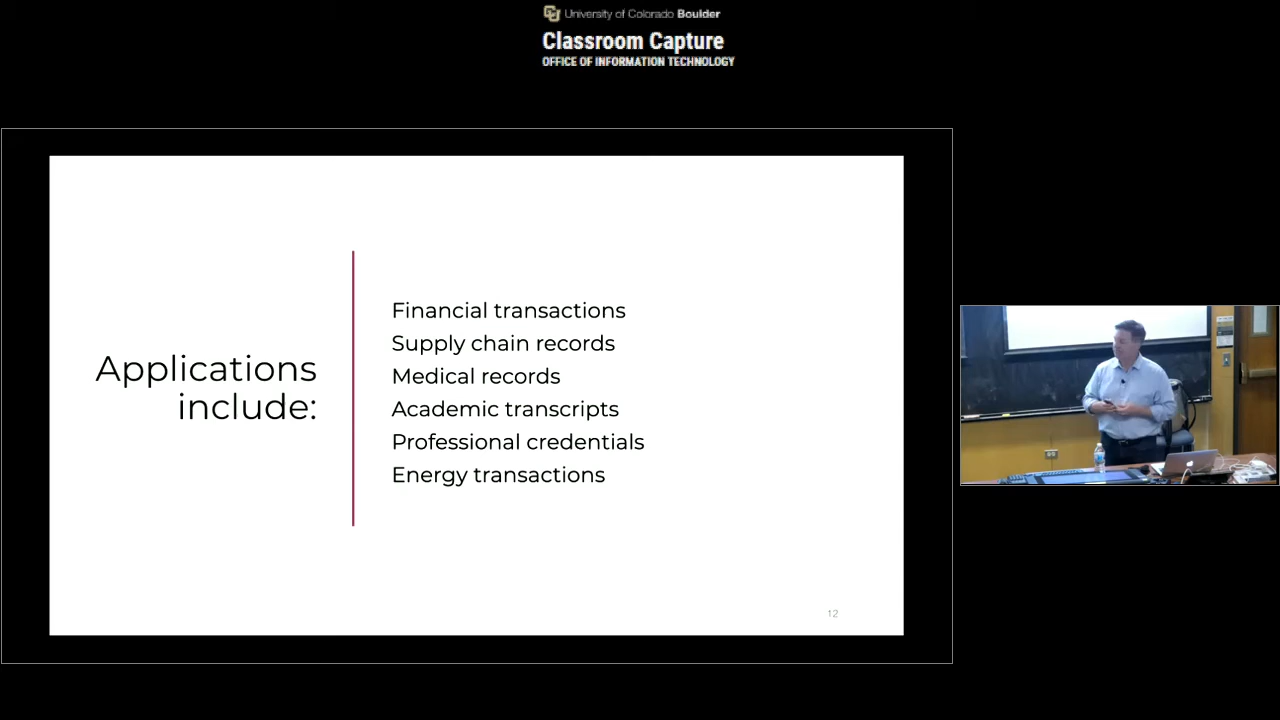 University of Colorado Boulder
Classroom Capture
OFFICE OF INFORMATION TECHNOLOGY
Applications
include:
Financial transactions
Supply chain records
Medical records
Academic transcripts
Professional credentials
Energy transactions
12